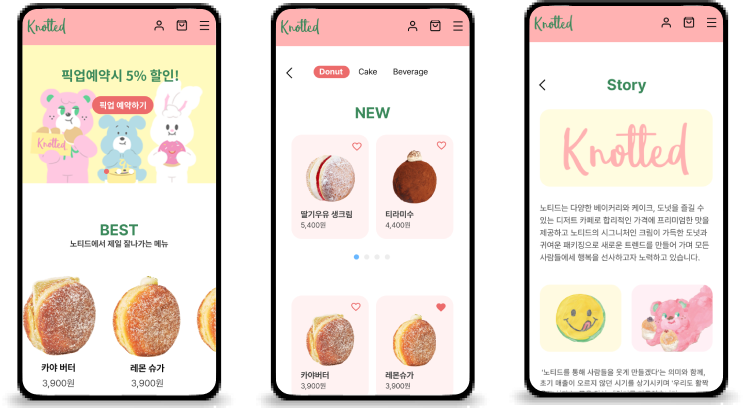 Knotted
픽업예약시 5% 할인!
픽업 예약하기
Knotted
BEST
노티드에서 제일 잘나가는 메뉴
카야 버터
레몬 슈가
3,900원
3,900원
Knotted
Donut
Cake
Beverage
NEW
딸기우유 생크림
5,400원
티라미수
4,400원
카야버터
3,900원
레몬슈가
3,900원
Knotted
Story
Knotted
노티드는 다양한 베이커리와 케이크, 도넛을 즐길 수
있는 디저트 카페로 합리적인 가격에 프리미엄한 맛을
제공하고 노티드의 시그니처인 크림이 가득한 도넛과
귀여운 패키징으로 새로운 트렌드를 만들어 가며 모든
사람들에게 행복을 선사하고자 노력하고 있습니다.
'노티드를 통해 사람들을 웃게 만들겠다'는 의미와 함께,
초기 매출이 오르지 않던 시기를 상기시키며 '우리도 활짝